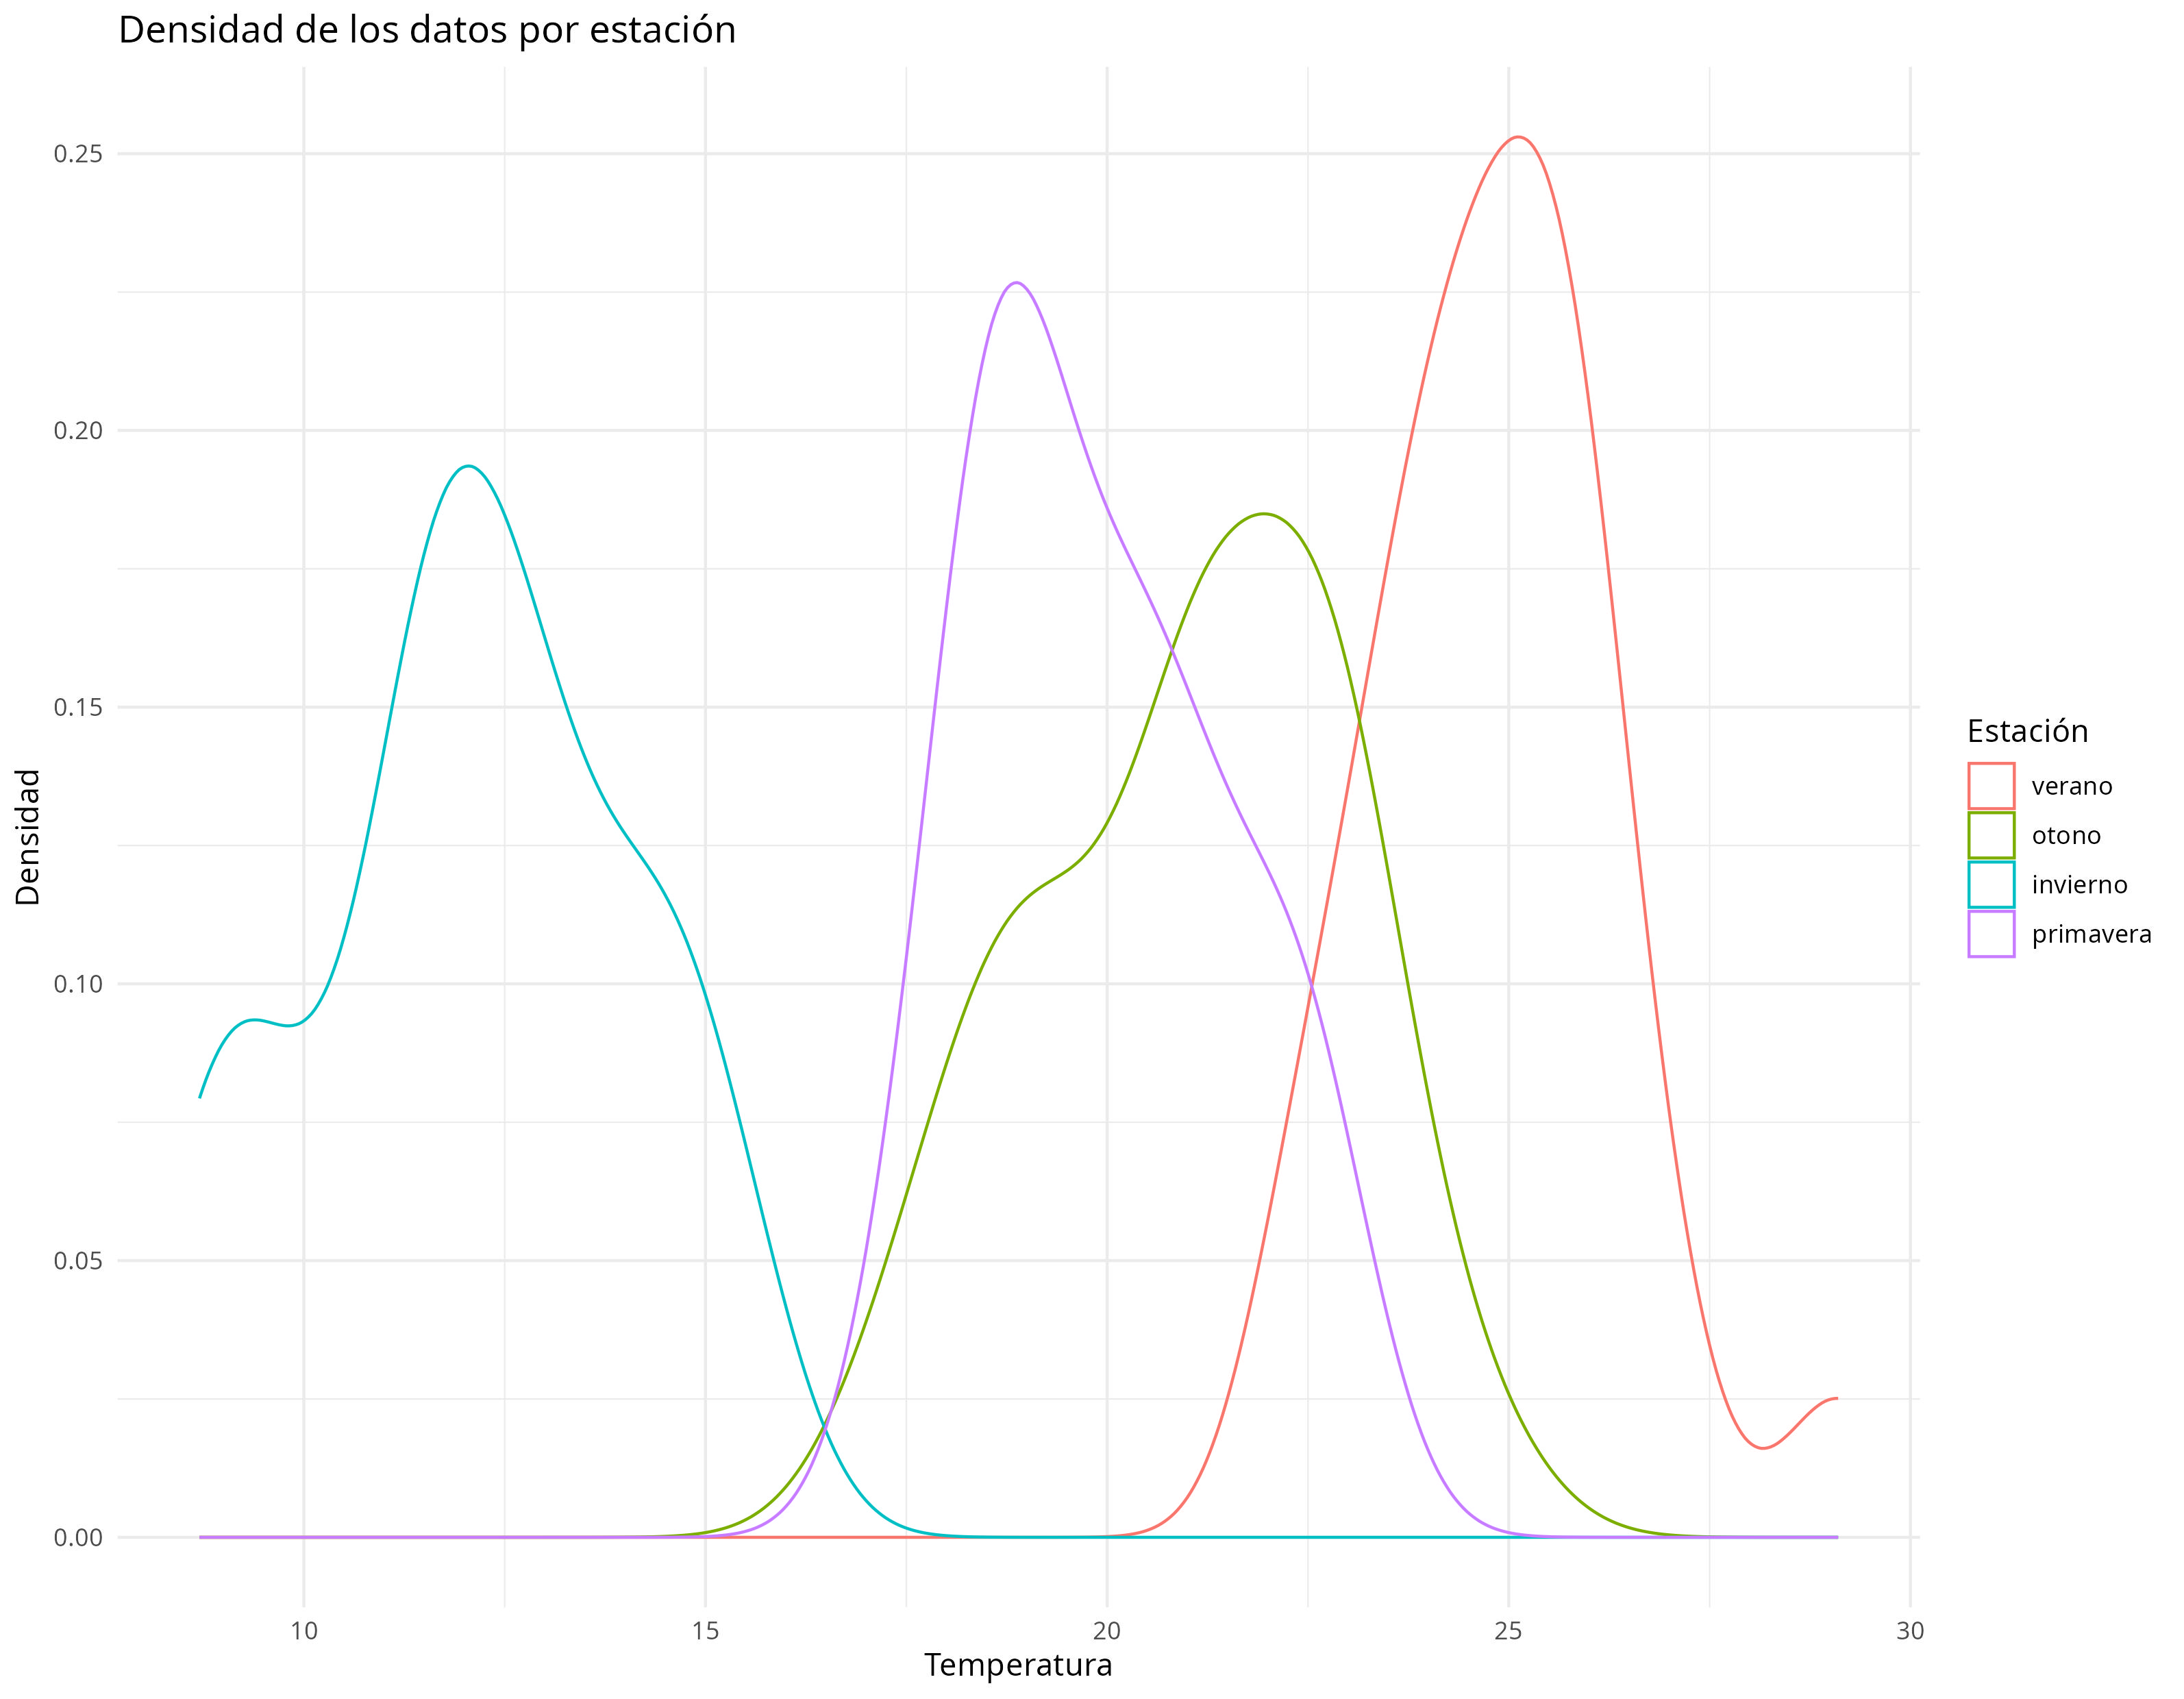 Densidad de los datos por estación
0.25
0.20
0.15
0.10
0.05
0.00
Densidad
10 15 20 25 30
Temperatura
Estación
verano
otono
invierno
primavera